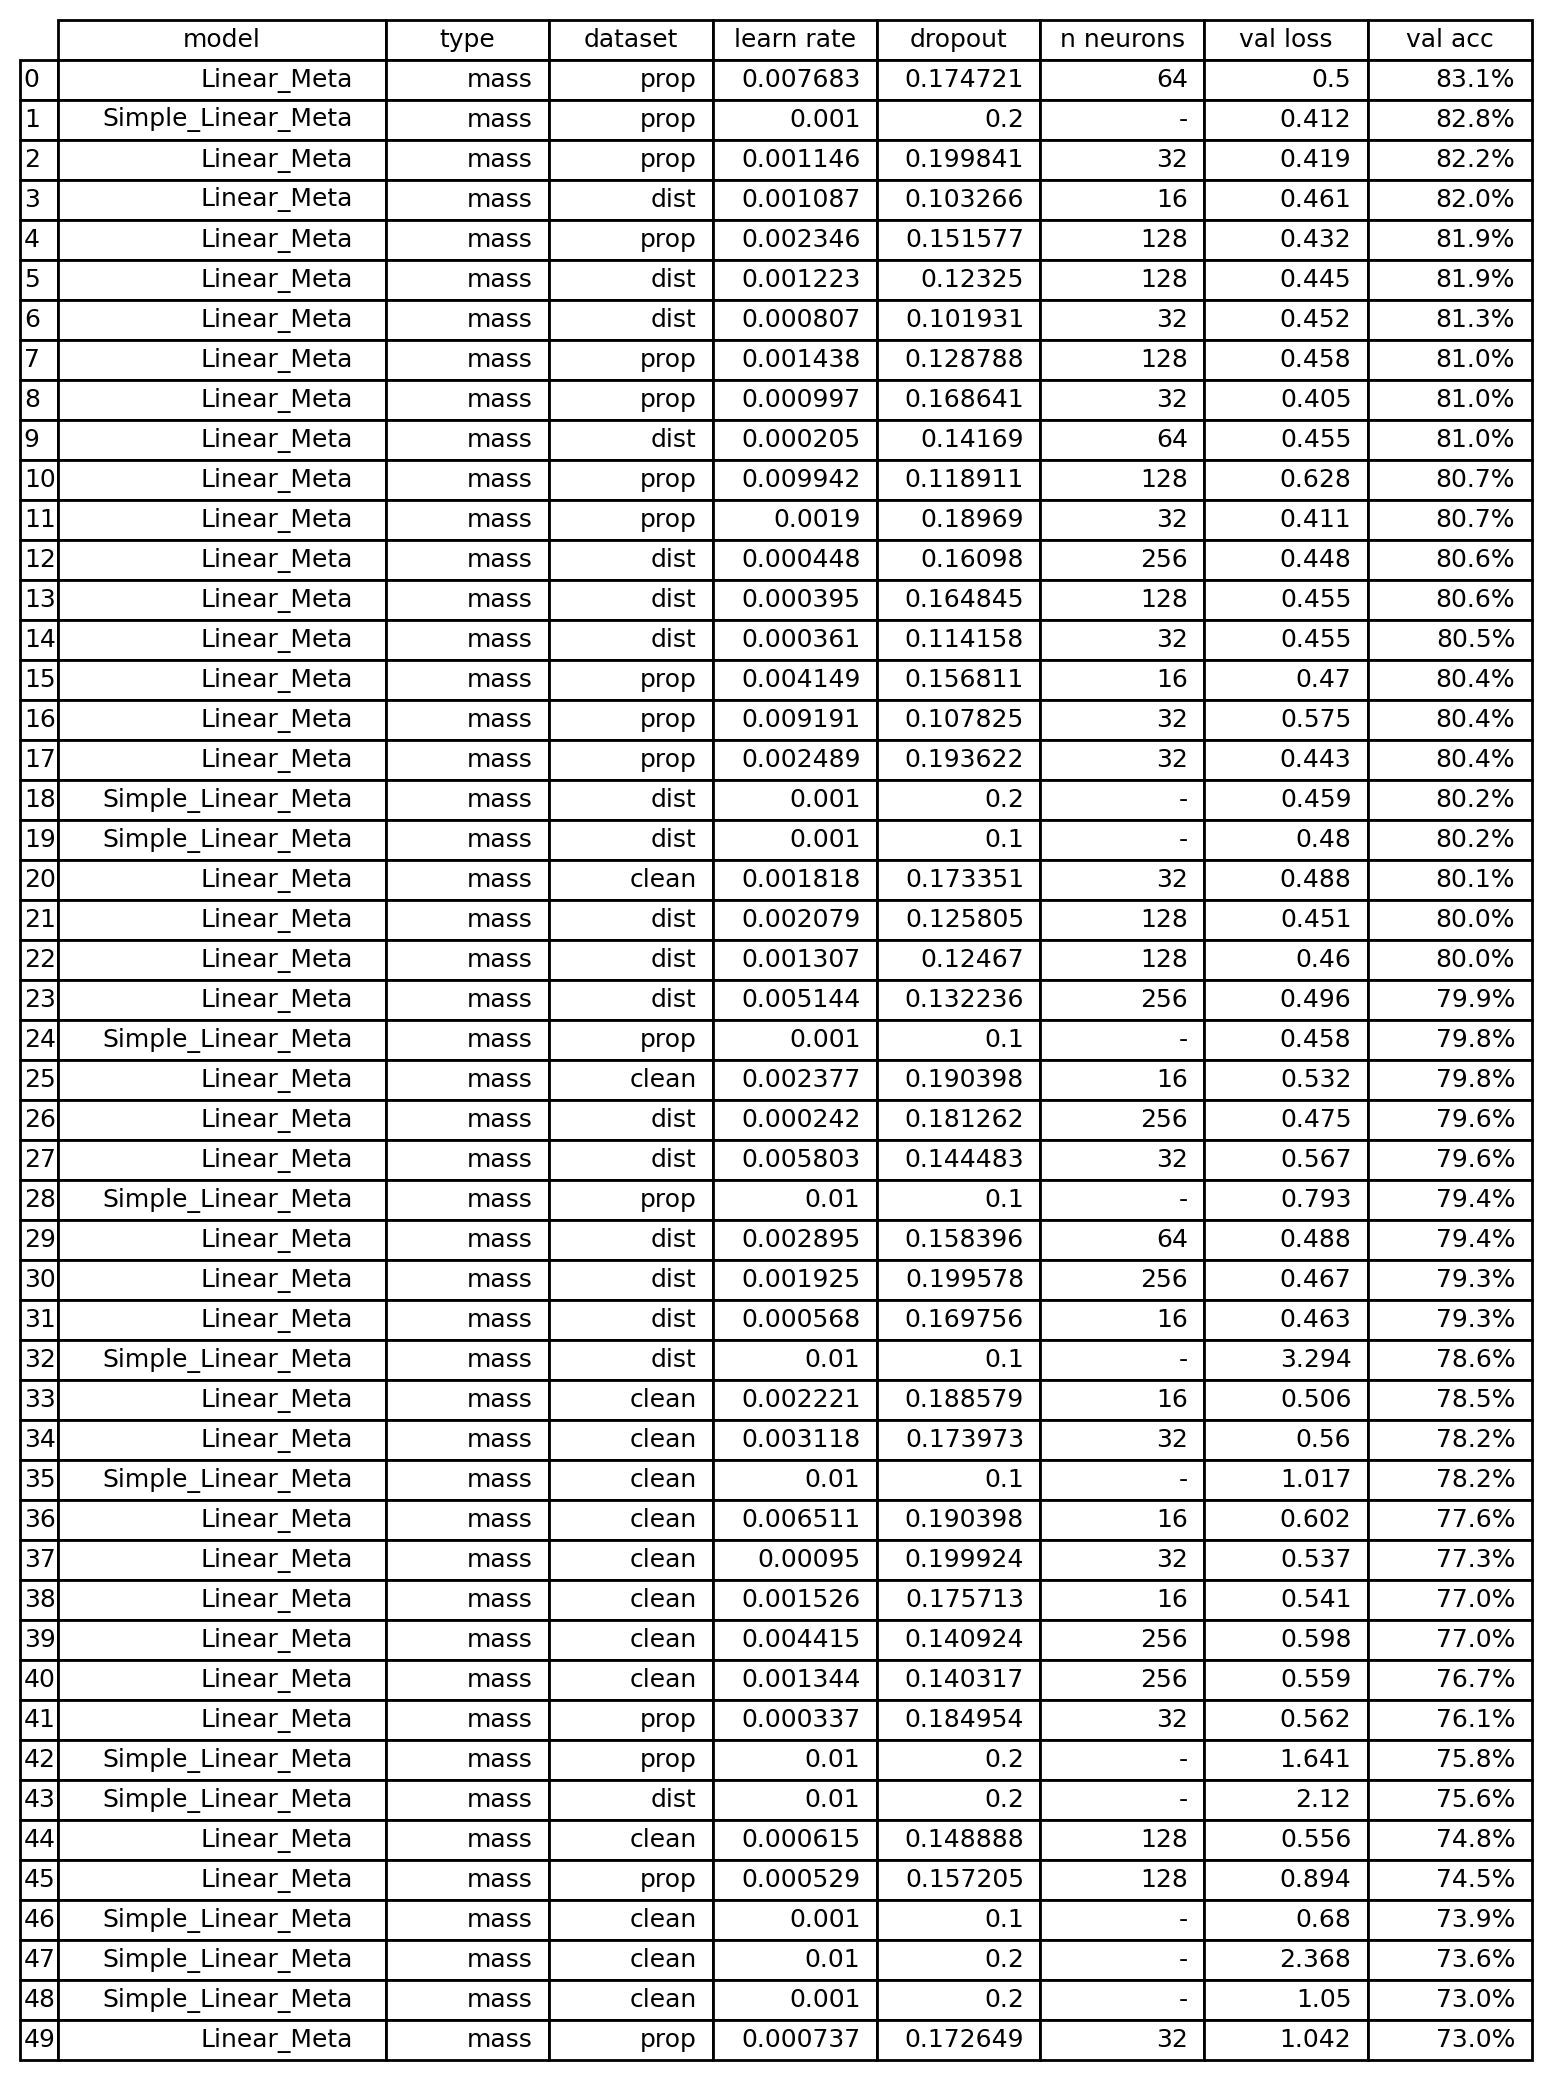 model type dataset learn rate dropout n neurons val loss val acc
0 Linear_Meta mass prop 0.007683 0.174721 64 0.5 83.1%
1 Simple_Linear_Meta mass prop 0.001 0.2 - 0.412 82.8%
2 Linear_Meta mass prop 0.001146 0.199841 32 0.419 82.2%
3 Linear_Meta mass dist 0.001087 0.103266 16 0.461 82.0%
4 Linear_Meta mass prop 0.002346 0.151577 128 0.432 81.9%
5 Linear_Meta mass dist 0.001223 0.12325 128 0.445 81.9%
6 Linear_Meta mass dist 0.000807 0.101931 32 0.452 81.3%
7 Linear_Meta mass prop 0.001438 0.128788 128 0.458 81.0%
8 Linear_Meta mass prop 0.000997 0.168641 32 0.405 81.0%
9 Linear_Meta mass dist 0.000205 0.14169 64 0.455 81.0%
10 Linear_Meta mass prop 0.009942 0.118911 128 0.628 80.7%
11 Linear_Meta mass prop 0.0019 0.18969 32 0.411 80.7%
12 Linear_Meta mass dist 0.000448 0.16098 256 0.448 80.6%
13 Linear_Meta mass dist 0.000395 0.164845 128 0.455 80.6%
14 Linear_Meta mass dist 0.000361 0.114158 32 0.455 80.5%
15 Linear_Meta mass prop 0.004149 0.156811 16 0.47 80.4%
16 Linear_Meta mass prop 0.009191 0.107825 32 0.575 80.4%
17 Linear_Meta mass prop 0.002489 0.193622 32 0.443 80.4%
18 Simple_Linear_Meta mass dist 0.001 0.2 - 0.459 80.2%
19 Simple_Linear_Meta mass dist 0.001 0.1 - 0.48 80.2%
20 Linear_Meta mass clean 0.001818 0.173351 32 0.488 80.1%
21 Linear_Meta mass dist 0.002079 0.125805 128 0.451 80.0%
22 Linear_Meta mass dist 0.001307 0.12467 128 0.46 80.0%
23 Linear_Meta mass dist 0.005144 0.132236 256 0.496 79.9%
24 Simple_Linear_Meta mass prop 0.001 0.1 - 0.458 79.8%
25 Linear_Meta mass clean 0.002377 0.190398 16 0.532 79.8%
26 Linear_Meta mass dist 0.000242 0.181262 256 0.475 79.6%
27 Linear_Meta mass dist 0.005803 0.144483 32 0.567 79.6%
28 Simple_Linear_Meta mass prop 0.01 0.1 - 0.793 79.4%
29 Linear_Meta mass dist 0.002895 0.158396 64 0.488 79.4%
30 Linear_Meta mass dist 0.001925 0.199578 256 0.467 79.3%
31 Linear_Meta mass dist 0.000568 0.169756 16 0.463 79.3%
32 Simple_Linear_Meta mass dist 0.01 0.1 - 3.294 78.6%
33 Linear_Meta mass clean 0.002221 0.188579 16 0.506 78.5%
34 Linear_Meta mass clean 0.003118 0.173973 32 0.56 78.2%
35 Simple_Linear_Meta mass clean 0.01 0.1 - 1.017 78.2%
36 Linear_Meta mass clean 0.006511 0.190398 16 0.602 77.6%
37 Linear_Meta mass clean 0.00095 0.199924 32 0.537 77.3%
38 Linear_Meta mass clean 0.001526 0.175713 16 0.541 77.0%
39 Linear_Meta mass clean 0.004415 0.140924 256 0.598 77.0%
40 Linear_Meta mass clean 0.001344 0.140317 256 0.559 76.7%
41 Linear_Meta mass prop 0.000337 0.184954 32 0.562 76.1%
42 Simple_Linear_Meta mass prop 0.01 0.2 - 1.641 75.8%
43 Simple_Linear_Meta mass dist 0.01 0.2 - 2.12 75.6%
44 Linear_Meta mass clean 0.000615 0.148888 128 0.556 74.8%
45 Linear_Meta mass prop 0.000529 0.157205 128 0.894 74.5%
46 Simple_Linear_Meta mass clean 0.001 0.1 - 0.68 73.9%
47 Simple_Linear_Meta mass clean 0.01 0.2 - 2.368 73.6%
48 Simple_Linear_Meta mass clean 0.001 0.2 - 1.05 73.0%
49 Linear_Meta mass prop 0.000737 0.172649 32 1.042 73.0%